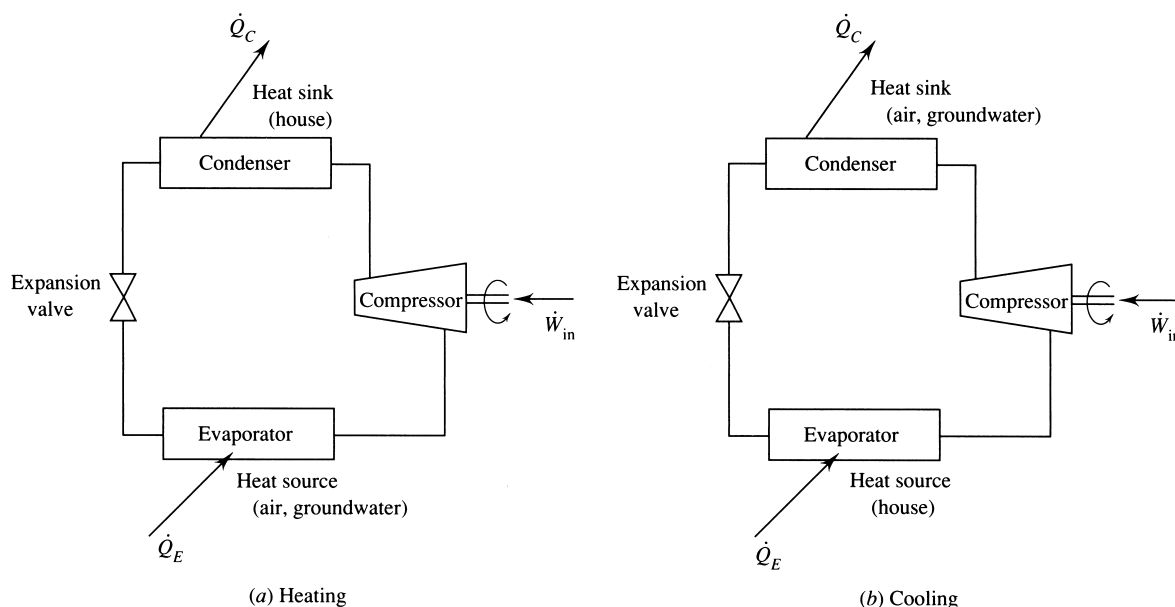 Q̇_C
Heat sink
(house)
Condenser
Expansion
valve
Compressor
Ẇ_in
Evaporator
Heat source
(air, groundwater)
Q̇_E
(a) Heating
Q̇_C
Heat sink
(air, groundwater)
Condenser
Expansion
valve
Compressor
Ẇ_in
Evaporator
Heat source
(house)
Q̇_E
(b) Cooling